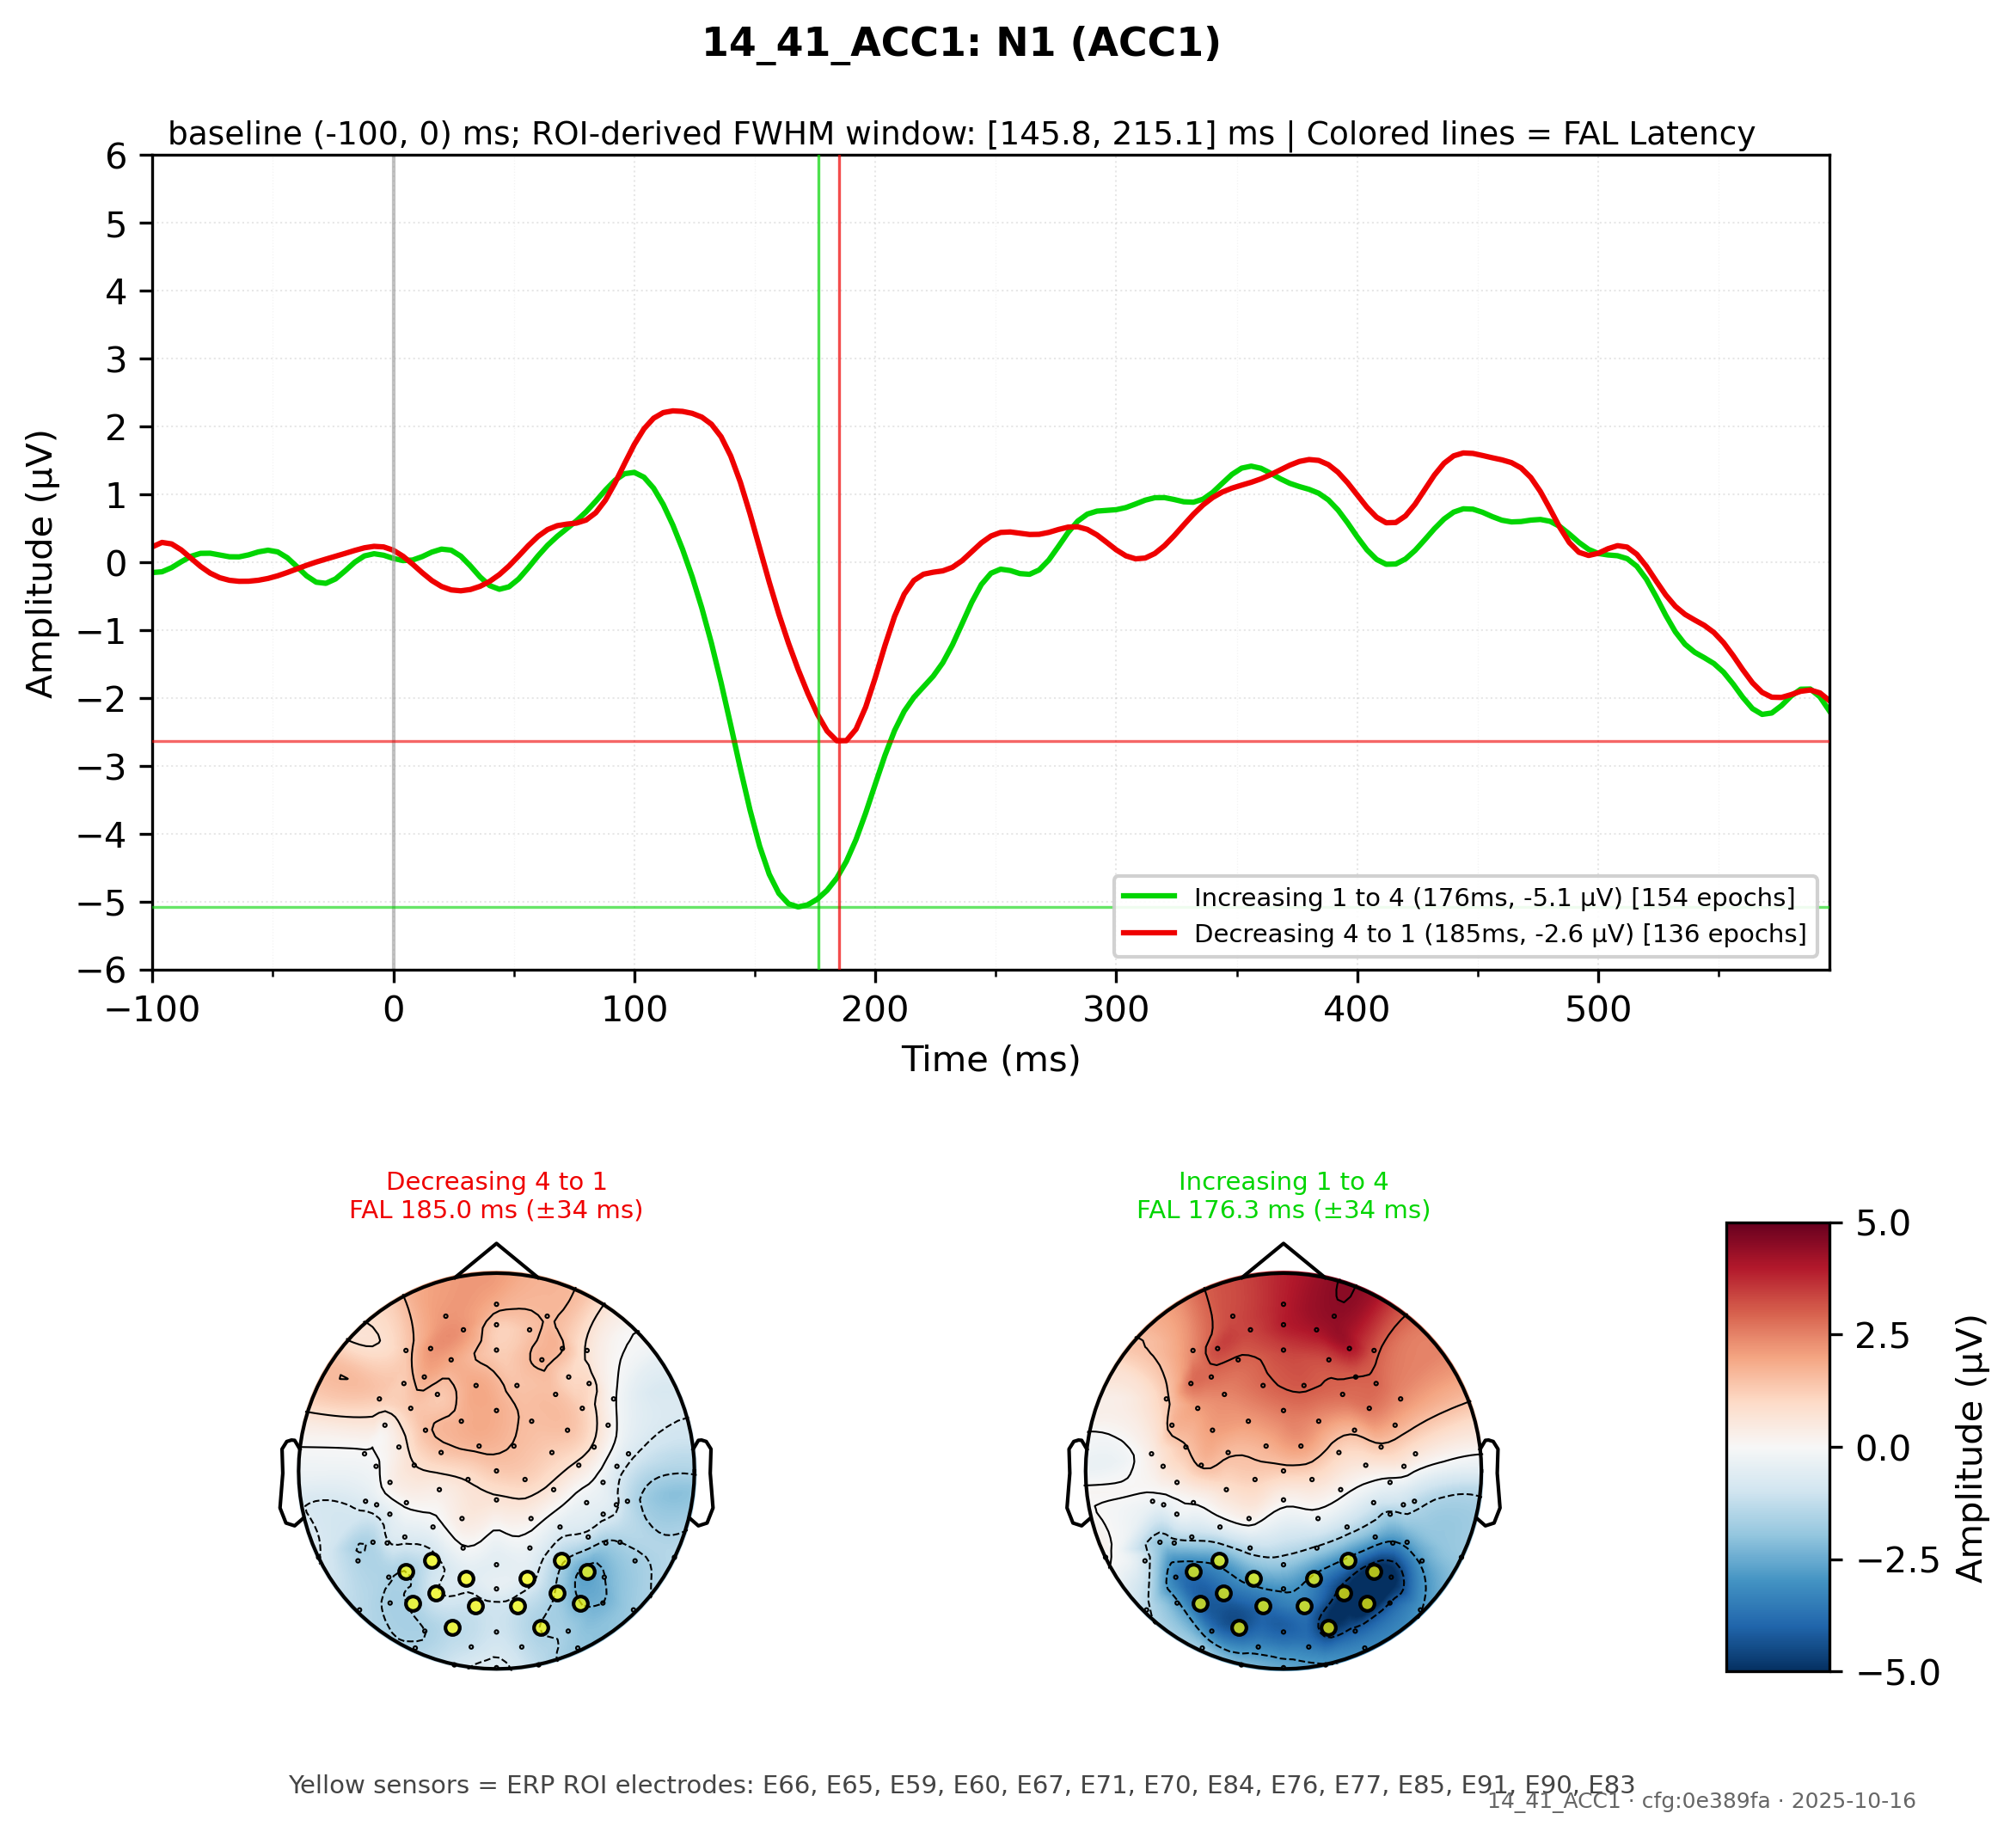 14_41_ACC1: N1 (ACC1)
baseline (-100, 0) ms; ROI-derived FWHM window: [145.8, 215.1] ms | Colored lines = FAL Latency
6
5
4
3
2
1
0
−1
−2
−3
−4
−5
−6
Amplitude (µV)
Increasing 1 to 4 (176ms, -5.1 µV) [154 epochs]
Decreasing 4 to 1 (185ms, -2.6 µV) [136 epochs]
−100 0 100 200 300 400 500
Time (ms)
Decreasing 4 to 1
FAL 185.0 ms (±34 ms)
Increasing 1 to 4
FAL 176.3 ms (±34 ms)
5.0
2.5
0.0
−2.5
−5.0
Amplitude (µV)
Yellow sensors = ERP ROI electrodes: E66, E65, E59, E60, E67, E71, E70, E84, E76, E77, E85, E91, E90, E83
14_41_ACC1 · cfg:0e389fa · 2025-10-16